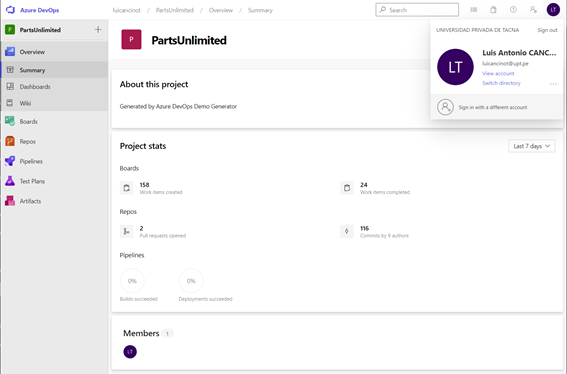 Azure DevOps
luicancinot / PartsUnlimited / Overview / Summary
Search
LT
P PartsUnlimited +
Overview
Summary
Dashboards
Wiki
Boards
Repos
Pipelines
Test Plans
Artifacts
P PartsUnlimited
About this project
Generated by Azure DevOps Demo Generator
Project stats
Last 7 days
Boards
158
Work items created
24
Work items completed
Repos
2
Pull requests opened
116
Commits by 9 authors
Pipelines
0%
Builds succeeded
0%
Deployments succeeded
Members 1
LT
UNIVERSIDAD PRIVADA DE TACNA
Sign out
LT
Luis Antonio CANC...
luicancinot@upt.pe
View account
Switch directory
...
Sign in with a different account